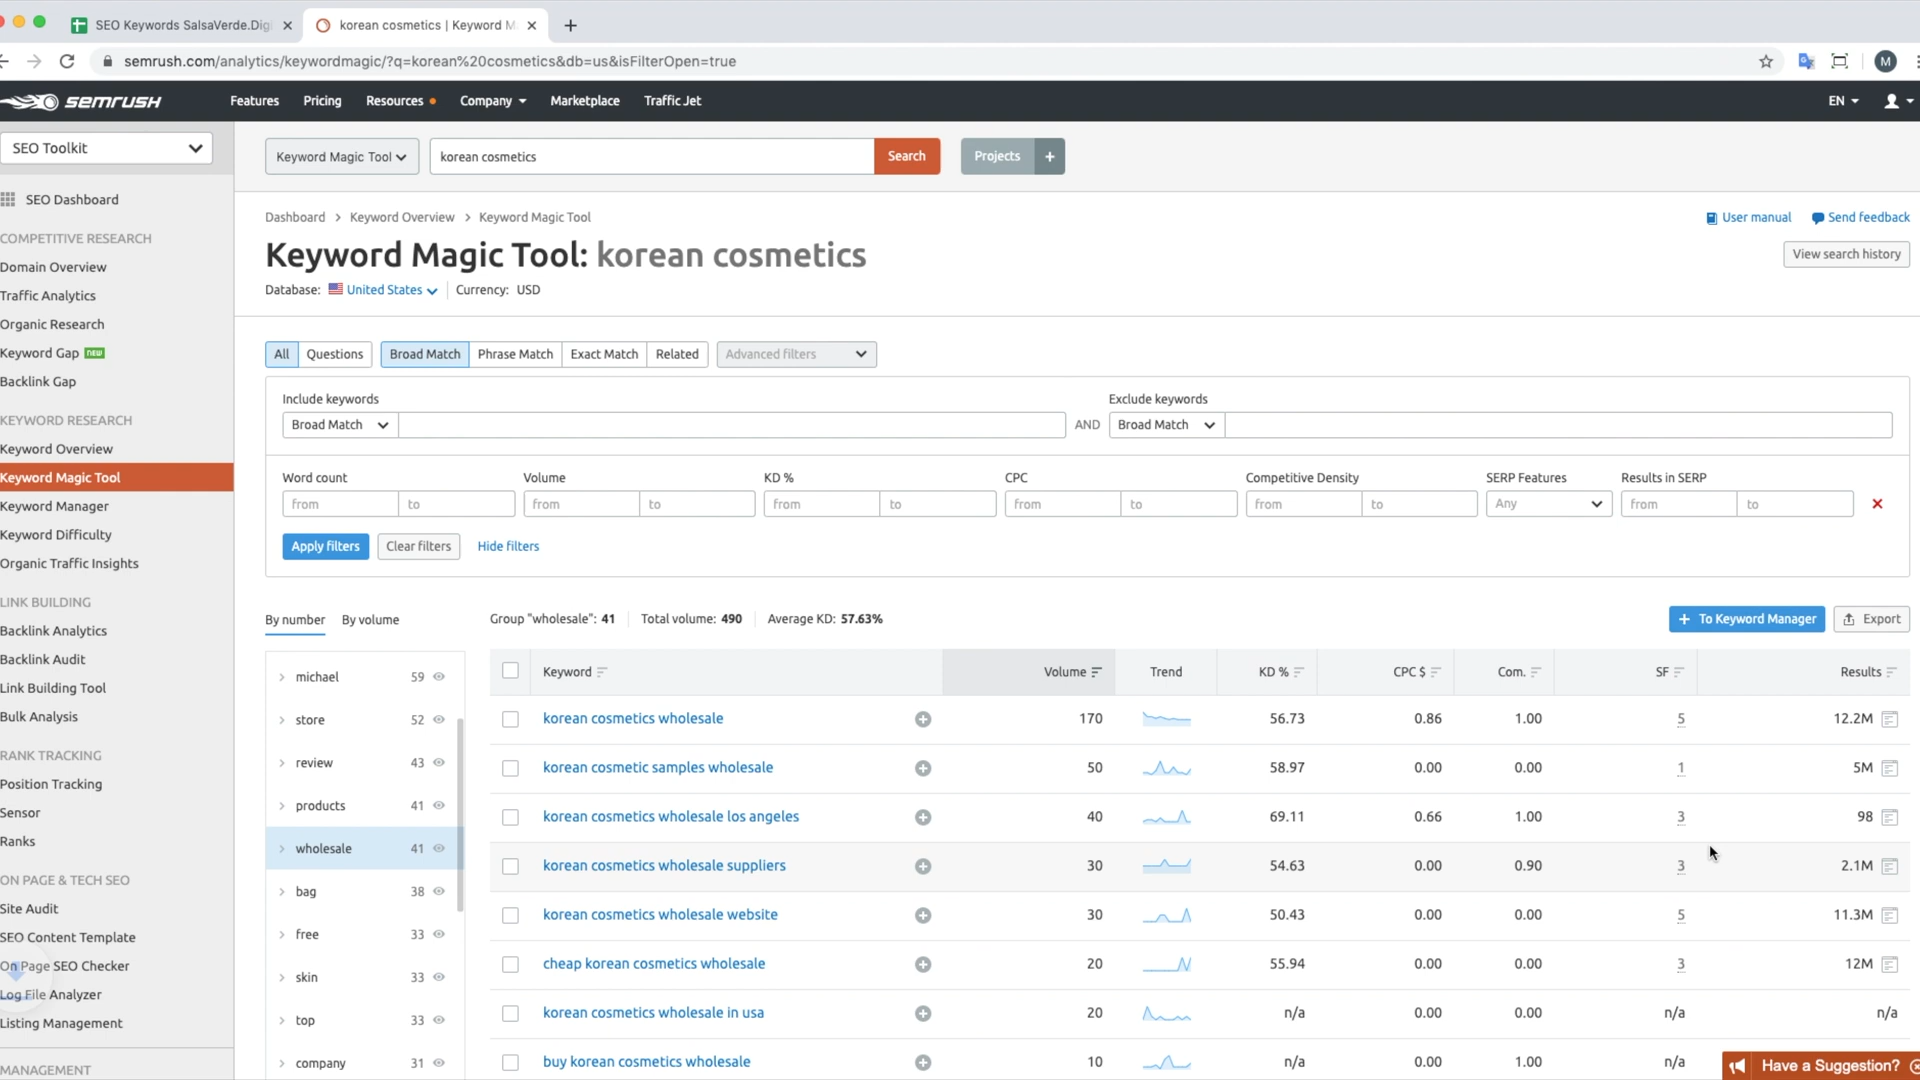 SEO Keywords SalsaVerde.Dig
korean cosmetics | Keyword M
semrush.com/analytics/keywordmagic/?q=korean%20cosmetics&db=us&isFilterOpen=true
M
SEMRUSH
Features
Pricing
Resources
Company
Marketplace
Traffic Jet
EN
SEO Toolkit
Keyword Magic Tool
korean cosmetics
Search
Projects
+
SEO Dashboard
COMPETITIVE RESEARCH
Domain Overview
Traffic Analytics
Organic Research
Keyword Gap NEW
Backlink Gap
KEYWORD RESEARCH
Keyword Overview
Keyword Magic Tool
Keyword Manager
Keyword Difficulty
Organic Traffic Insights
LINK BUILDING
Backlink Analytics
Backlink Audit
Link Building Tool
Bulk Analysis
RANK TRACKING
Position Tracking
Sensor
Ranks
ON PAGE & TECH SEO
Site Audit
SEO Content Template
On Page SEO Checker
Log File Analyzer
Listing Management
MANAGEMENT
Dashboard > Keyword Overview > Keyword Magic Tool
User manual
Send feedback
Keyword Magic Tool: korean cosmetics
View search history
Database: United States Currency: USD
All Questions Broad Match Phrase Match Exact Match Related Advanced filters
Include keywords
Exclude keywords
Broad Match AND Broad Match
Word count Volume KD % CPC Competitive Density SERP Features Results in SERP
from to from to from to from to from to Any from to
Apply filters Clear filters Hide filters
By number By volume
Group "wholesale": 41 Total volume: 490 Average KD: 57.63%
+ To Keyword Manager
Export
michael 59
store 52
review 43
products 41
wholesale 41
bag 38
free 33
skin 33
top 33
company 31
Keyword Volume Trend KD % CPC $ Com. SF Results
korean cosmetics wholesale 170 56.73 0.86 1.00 5 12.2M
korean cosmetic samples wholesale 50 58.97 0.00 0.00 1 5M
korean cosmetics wholesale los angeles 40 69.11 0.66 1.00 3 98
korean cosmetics wholesale suppliers 30 54.63 0.00 0.90 3 2.1M
korean cosmetics wholesale website 30 50.43 0.00 0.00 5 11.3M
cheap korean cosmetics wholesale 20 55.94 0.00 0.00 3 12M
korean cosmetics wholesale in usa 20 n/a 0.00 0.00 n/a n/a
buy korean cosmetics wholesale 10 n/a 0.00 1.00 n/a
Have a Suggestion?